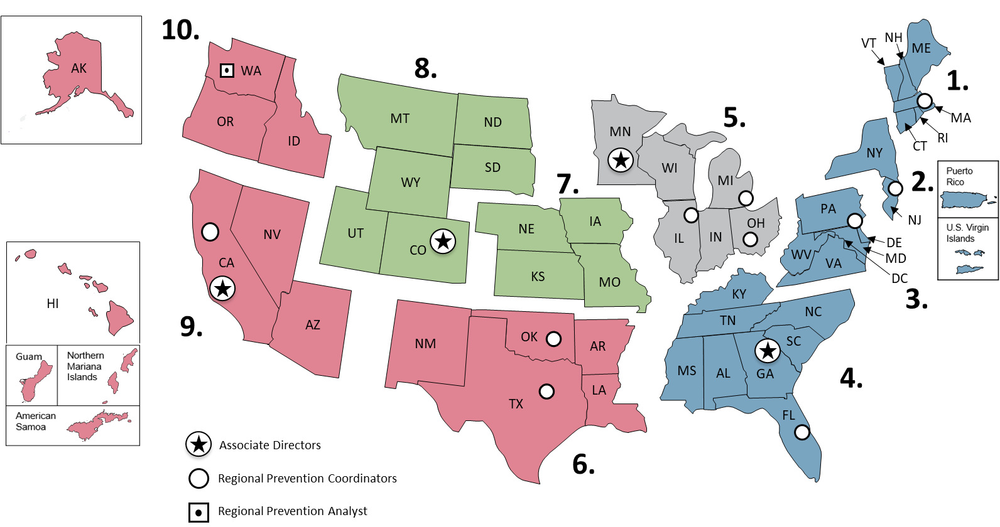 10.
AK
WA
OR
ID
8.
MT
ND
SD
WY
UT
CO
5.
MN
WI
MI
IL
IN
OH
7.
NE
IA
KS
MO
VT
NH
ME
1.
MA
RI
CT
NY
2.
NJ
Puerto
Rico
U.S. Virgin
Islands
PA
DE
MD
DC
WV
VA
3.
KY
TN
NC
SC
MS
AL
GA
FL
4.
NV
CA
AZ
9.
HI
Guam
Northern
Mariana
Islands
American
Samoa
NM
OK
AR
TX
LA
6.
Associate Directors
Regional Prevention Coordinators
Regional Prevention Analyst